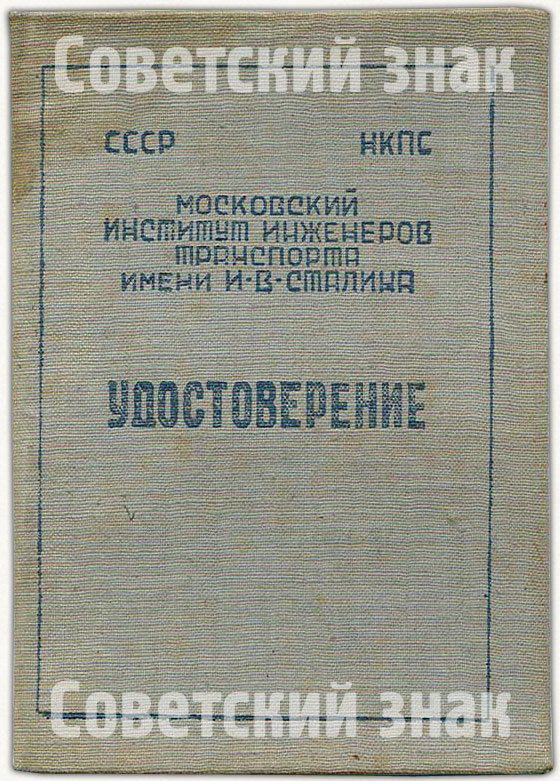 Советский знак
СССР НКПС
МОСКОВСКИЙ
ИНСТИТУТ ИНЖЕНЕРОВ
ТРАНСПОРТА
ИМЕНИ И-В-СТАЛИНА
УДОСТОВЕРЕНИЕ
Советский знак